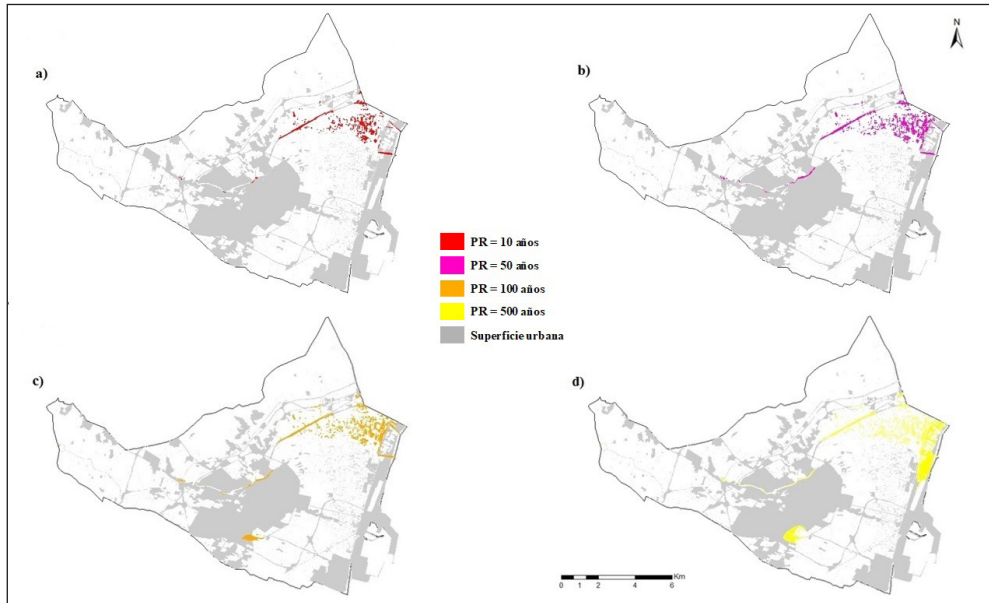 a)
b)
N
PR = 10 años
PR = 50 años
PR = 100 años
PR = 500 años
Superficie urbana
c)
d)
Km
0 1 2 4 6